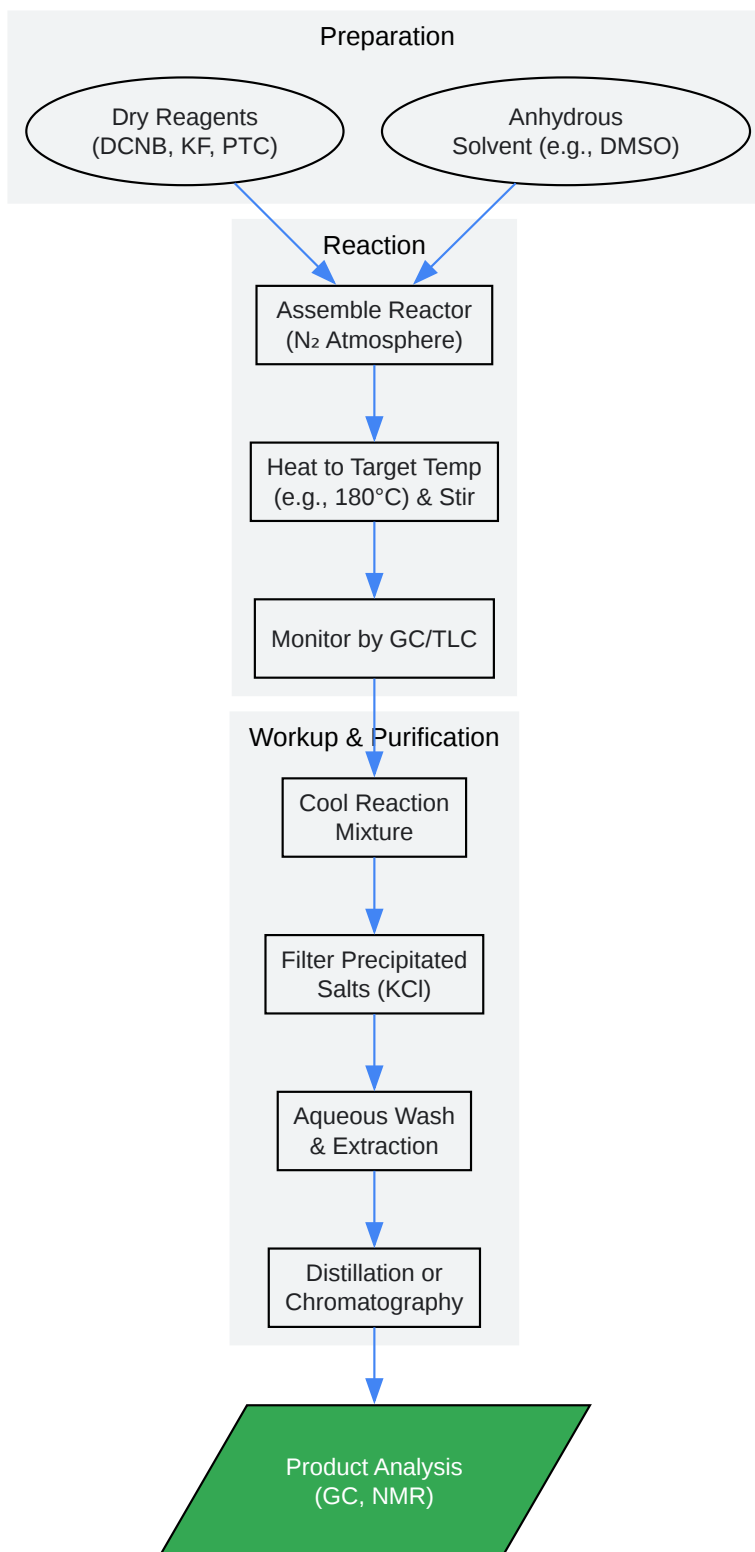 Preparation
Dry Reagents
(DCNB, KF, PTC)
Anhydrous
Solvent (e.g., DMSO)
Reaction
Assemble Reactor
(N₂ Atmosphere)
Heat to Target Temp
(e.g., 180°C) & Stir
Monitor by GC/TLC
Workup & Purification
Cool Reaction
Mixture
Filter Precipitated
Salts (KCl)
Aqueous Wash
& Extraction
Distillation or
Chromatography
Product Analysis
(GC, NMR)